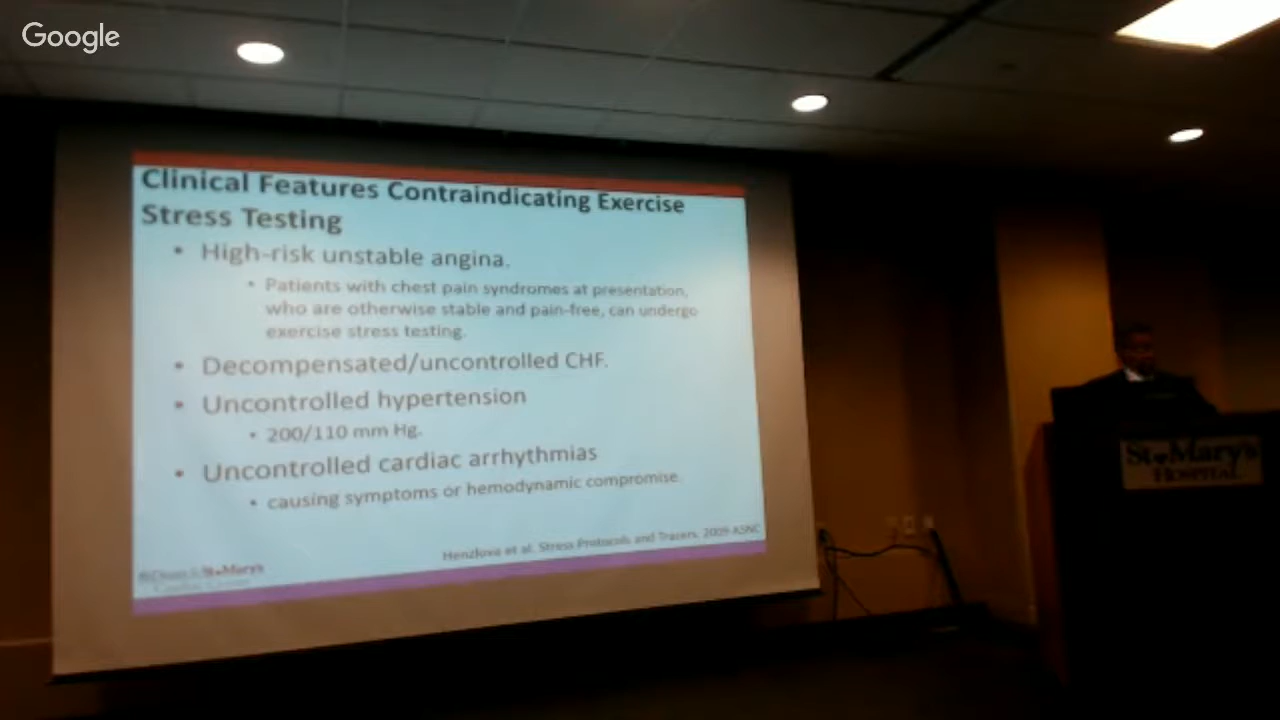 Google
Clinical Features Contraindicating Exercise
Stress Testing
• High-risk unstable angina.
• Patients with chest pain syndromes at presentation,
who are otherwise stable and pain-free, can undergo
exercise stress testing.
• Decompensated/uncontrolled CHF.
• Uncontrolled hypertension
• 200/110 mm Hg.
• Uncontrolled cardiac arrhythmias
• causing symptoms or hemodynamic compromise.
Henzlova et al. Stress Protocols and Tracers. 2009 ASNC
St♥Mary's
St♥Mary's
HOSPITAL